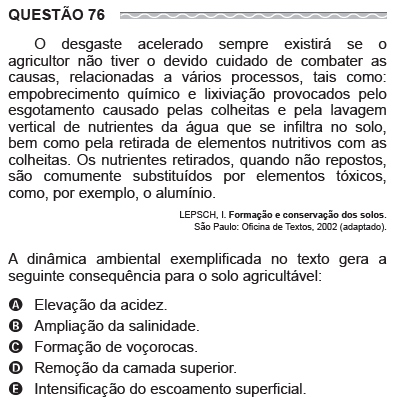 QUESTÃO 76
O desgaste acelerado sempre existirá se o
agricultor não tiver o devido cuidado de combater as
causas, relacionadas a vários processos, tais como:
empobrecimento químico e lixiviação provocados pelo
esgotamento causado pelas colheitas e pela lavagem
vertical de nutrientes da água que se infiltra no solo,
bem como pela retirada de elementos nutritivos com as
colheitas. Os nutrientes retirados, quando não repostos,
são comumente substituídos por elementos tóxicos,
como, por exemplo, o alumínio.
LEPSCH, I. Formação e conservação dos solos.
São Paulo: Oficina de Textos, 2002 (adaptado).
A dinâmica ambiental exemplificada no texto gera a
seguinte consequência para o solo agricultável:
A Elevação da acidez.
B Ampliação da salinidade.
C Formação de voçorocas.
D Remoção da camada superior.
E Intensificação do escoamento superficial.